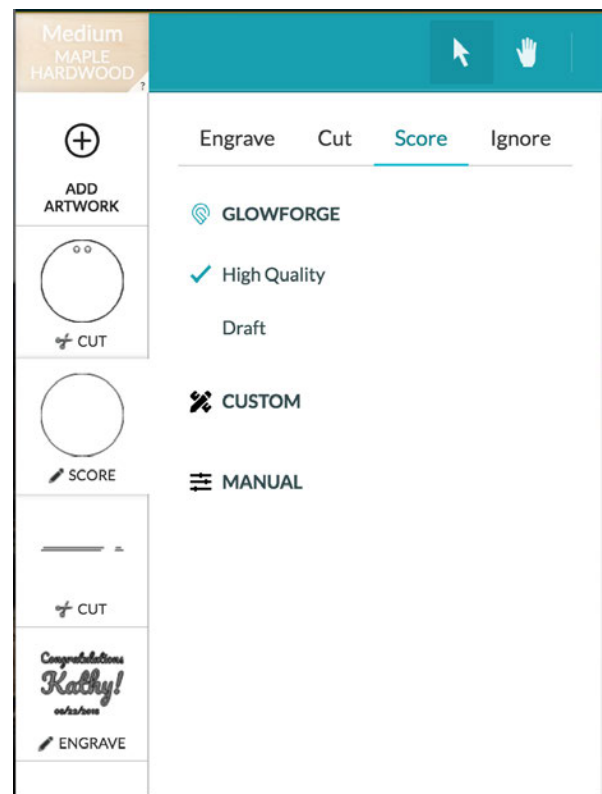 Medium
MAPLE
HARDWOOD
?
ADD
ARTWORK
CUT
SCORE
CUT
Congratulations
Kathy!
ENGRAVE
Engrave Cut Score Ignore
GLOWFORGE
High Quality
Draft
CUSTOM
MANUAL